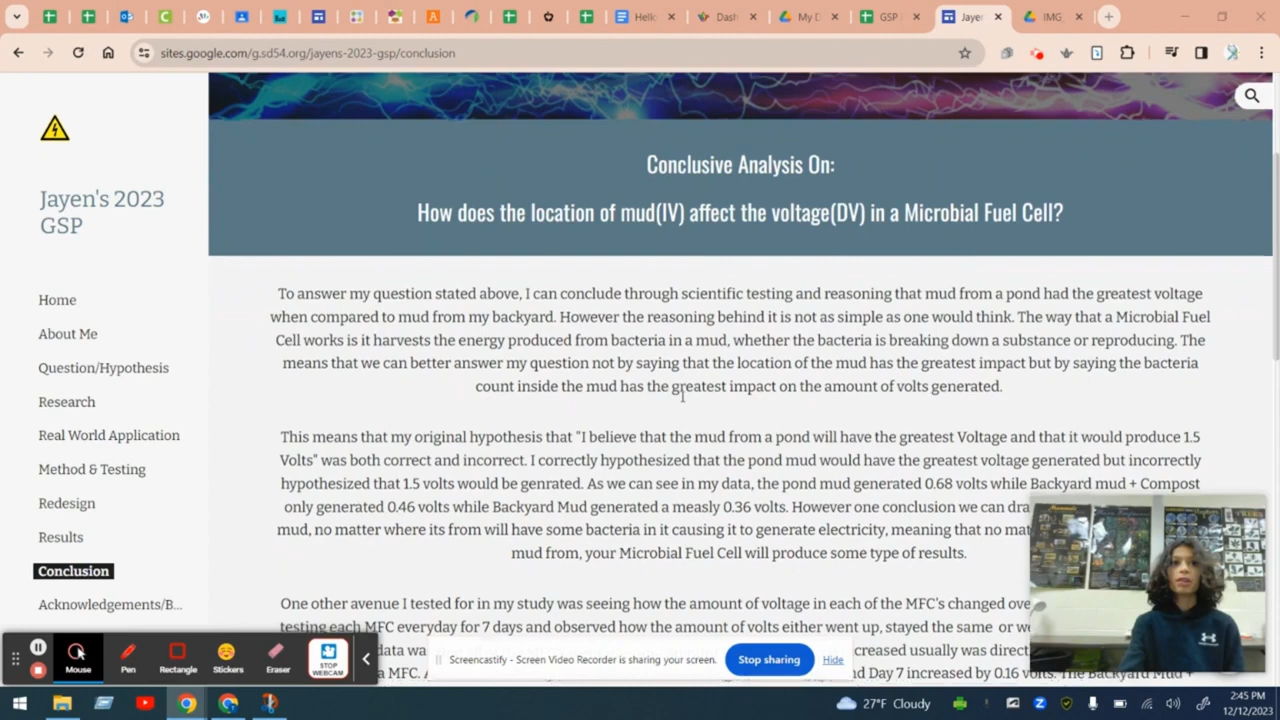 Hello
Dash
My D
GSP
Jayen
IMG_
sites.google.com/g.sd54.org/jayens-2023-gsp/conclusion
Jayen's 2023
GSP
Home
About Me
Question/Hypothesis
Research
Real World Application
Method & Testing
Redesign
Results
Conclusion
Acknowledgements/B...
Conclusive Analysis On:
How does the location of mud(IV) affect the voltage(DV) in a Microbial Fuel Cell?
To answer my question stated above, I can conclude through scientific testing and reasoning that mud from a pond had the greatest voltage
when compared to mud from my backyard. However the reasoning behind it is not as simple as one would think. The way that a Microbial Fuel
Cell works is it harvests the energy produced from bacteria in a mud, whether the bacteria is breaking down a substance or reproducing. The
means that we can better answer my question not by saying that the location of the mud has the greatest impact but by saying the bacteria
count inside the mud has the greatest impact on the amount of volts generated.
This means that my original hypothesis that "I believe that the mud from a pond will have the greatest Voltage and that it would produce 1.5
Volts" was both correct and incorrect. I correctly hypothesized that the pond mud would have the greatest voltage generated but incorrectly
hypothesized that 1.5 volts would be genrated. As we can see in my data, the pond mud generated 0.68 volts while Backyard mud + Compost
only generated 0.46 volts while Backyard Mud generated a measly 0.36 volts. However one conclusion we can dra
mud, no matter where its from will have some bacteria in it causing it to generate electricity, meaning that no mat
mud from, your Microbial Fuel Cell will produce some type of results.
One other avenue I tested for in my study was seeing how the amount of voltage in each of the MFC's changed ove
testing each MFC everyday for 7 days and observed how the amount of volts either went up, stayed the same or we
data wa
creased usually was direct
a MFC. A
nd Day 7 increased by 0.16 volts. The Backyard Mud +
Mouse
Pen
Rectangle
Stickers
Eraser
STOP
WEBCAM
Screencastify - Screen Video Recorder is sharing your screen.
Stop sharing
Hide
27°F Cloudy
2:45 PM
12/12/2023